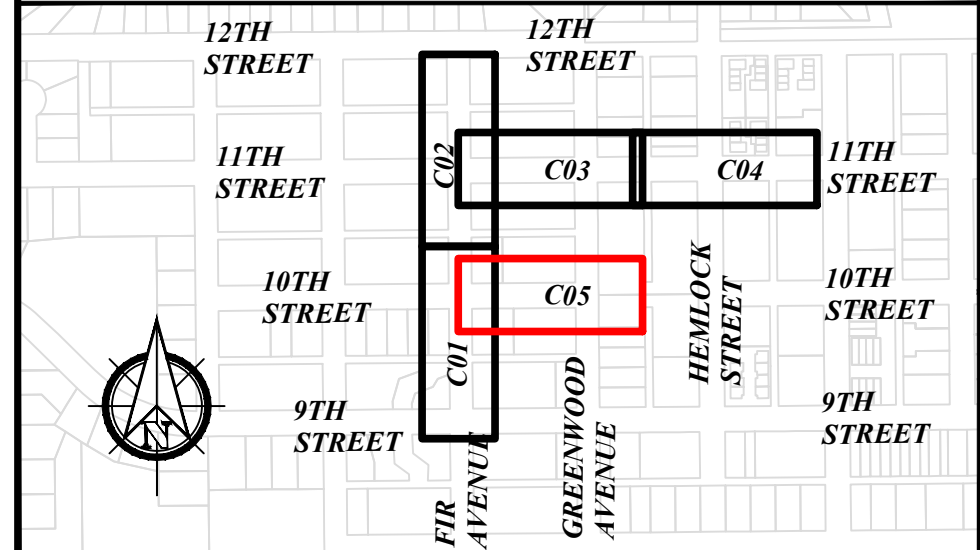 12TH
STREET
12TH
STREET
11TH
STREET
C02
C03
C04
11TH
STREET
10TH
STREET
C05
HEMLOCK
STREET
10TH
STREET
C01
9TH
STREET
GREENWOOD
AVENUE
9TH
STREET
FIR
AVENUE
N